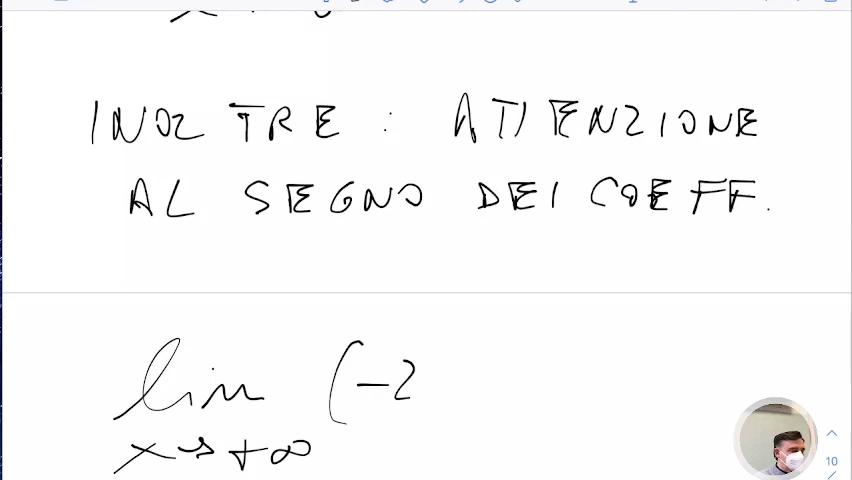 INOLTRE : ATTENZIONE
AL SEGNO DEI COEFF.
lim (-2
x→+∞
10